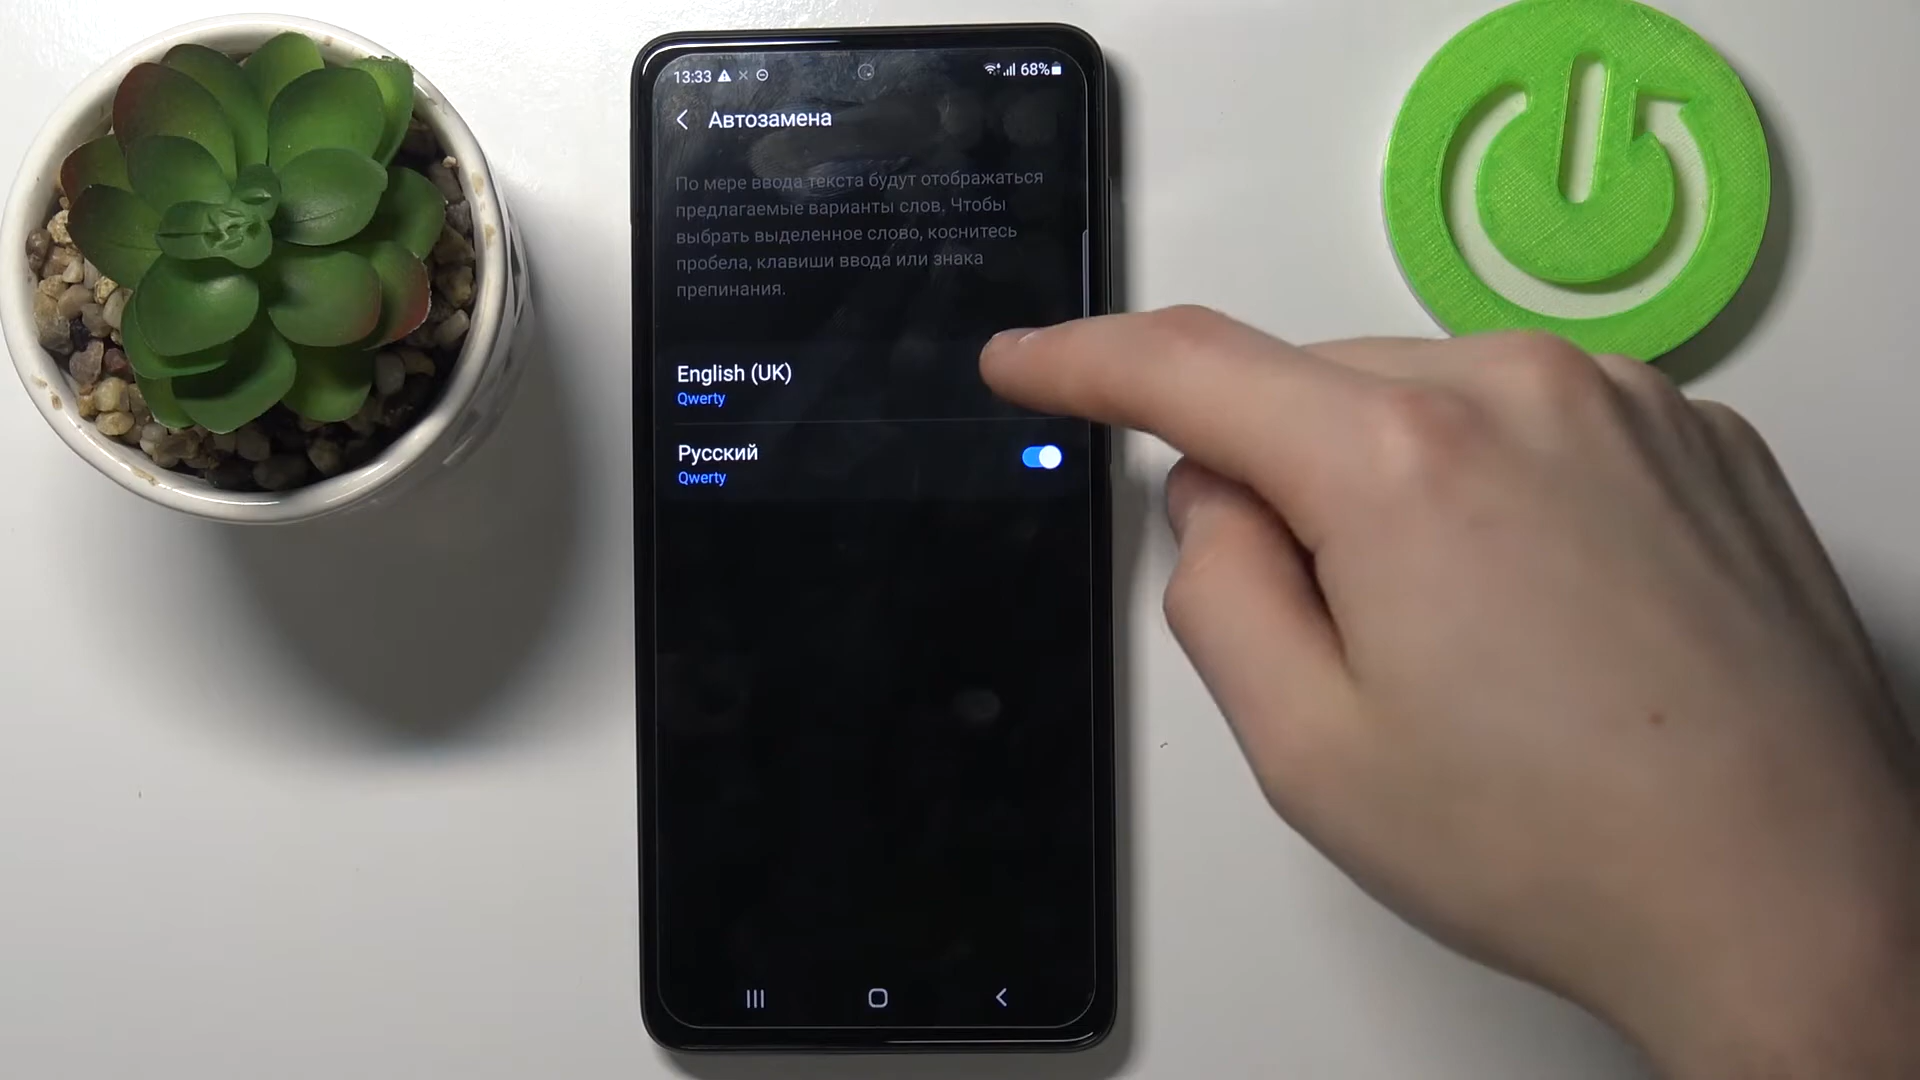 13:33
68%
Автозамена
По мере ввода текста будут отображаться
предлагаемые варианты слов. Чтобы
выбрать выделенное слово, коснитесь
пробела, клавиши ввода или знака
препинания.
English (UK)
Qwerty
Русский
Qwerty